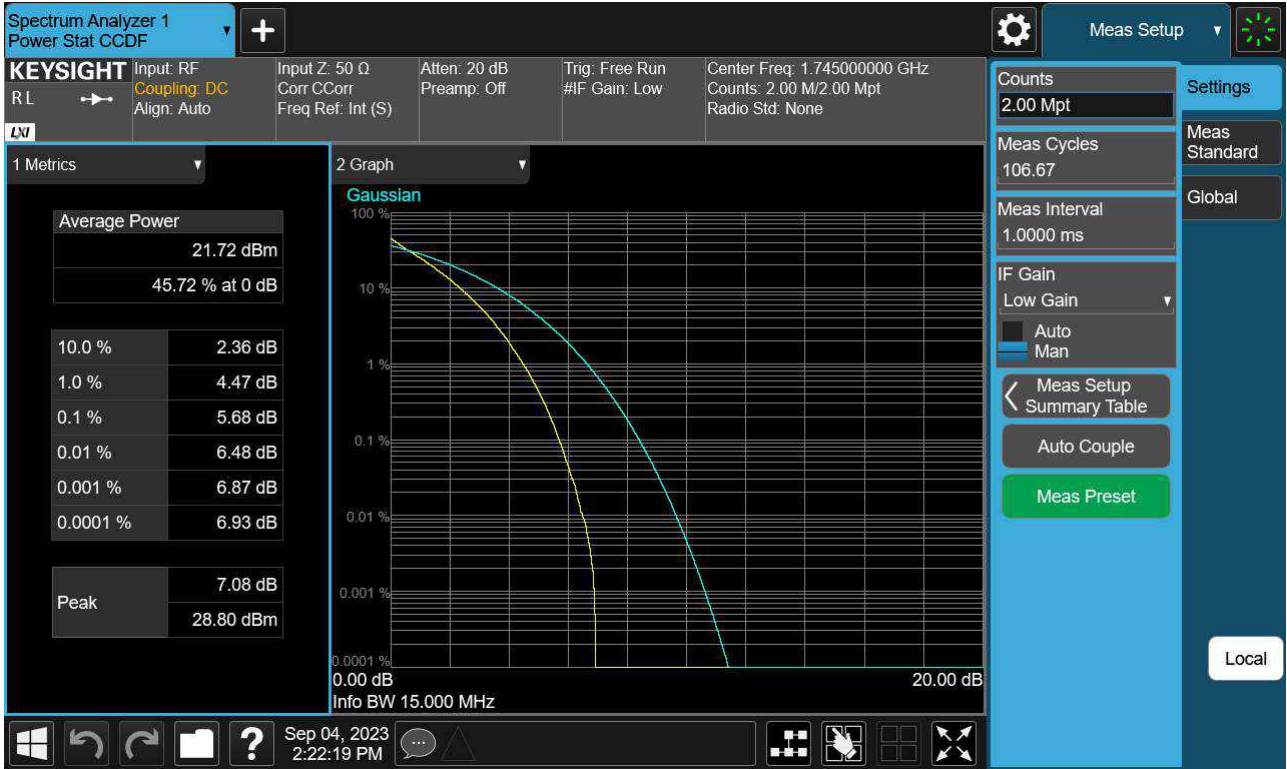 Spectrum Analyzer 1
Power Stat CCDF
+
Meas Setup
KEYSIGHT
R L
LXI
Input: RF
Coupling: DC
Align: Auto
Input Z: 50 Ω
Corr CCorr
Freq Ref: Int (S)
Atten: 20 dB
Preamp: Off
Trig: Free Run
#IF Gain: Low
Center Freq: 1.745000000 GHz
Counts: 2.00 M/2.00 Mpt
Radio Std: None
1 Metrics
Average Power
21.72 dBm
45.72 % at 0 dB
10.0 % 2.36 dB
1.0 % 4.47 dB
0.1 % 5.68 dB
0.01 % 6.48 dB
0.001 % 6.87 dB
0.0001 % 6.93 dB
Peak
7.08 dB
28.80 dBm
2 Graph
Gaussian
100 %
10 %
1 %
0.1 %
0.01 %
0.001 %
0.0001 %
0.00 dB 20.00 dB
Info BW 15.000 MHz
Counts
2.00 Mpt
Meas Cycles
106.67
Meas Interval
1.0000 ms
IF Gain
Low Gain
Auto
Man
Meas Setup
Summary Table
Auto Couple
Meas Preset
Settings
Meas
Standard
Global
Local
?
Sep 04, 2023
2:22:19 PM